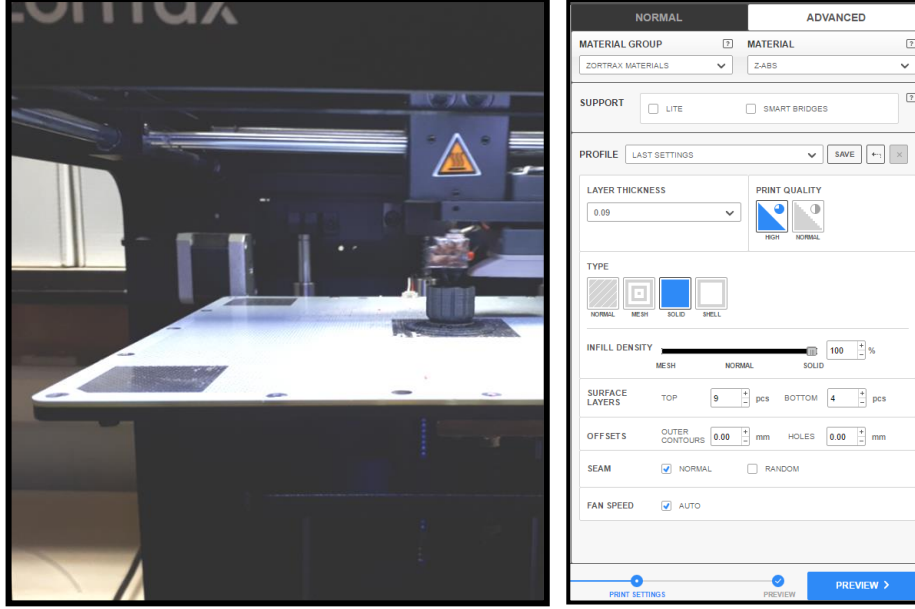 zortrax
NORMAL ADVANCED
MATERIAL GROUP ? MATERIAL ?
ZORTRAX MATERIALS Z-ABS
SUPPORT LITE SMART BRIDGES ?
PROFILE LAST SETTINGS SAVE
LAYER THICKNESS PRINT QUALITY
0.09
HIGH NORMAL
TYPE
NORMAL MESH SOLID SHELL
INFILL DENSITY 100 + - %
MESH NORMAL SOLID
SURFACE LAYERS TOP 9 + - pcs BOTTOM 4 + - pcs
OFFSETS OUTER CONTOURS 0.00 + - mm HOLES 0.00 + - mm
SEAM NORMAL RANDOM
FAN SPEED AUTO
PRINT SETTINGS PREVIEW PREVIEW >